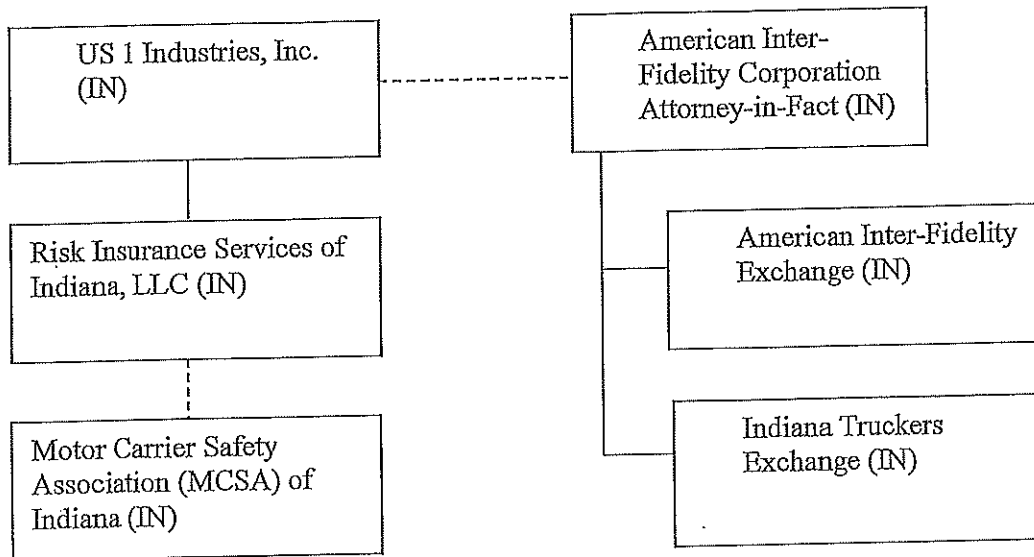 US 1 Industries, Inc.
(IN)
American Inter-
Fidelity Corporation
Attorney-in-Fact (IN)
Risk Insurance Services of
Indiana, LLC (IN)
American Inter-Fidelity
Exchange (IN)
Motor Carrier Safety
Association (MCSA) of
Indiana (IN)
Indiana Truckers
Exchange (IN)